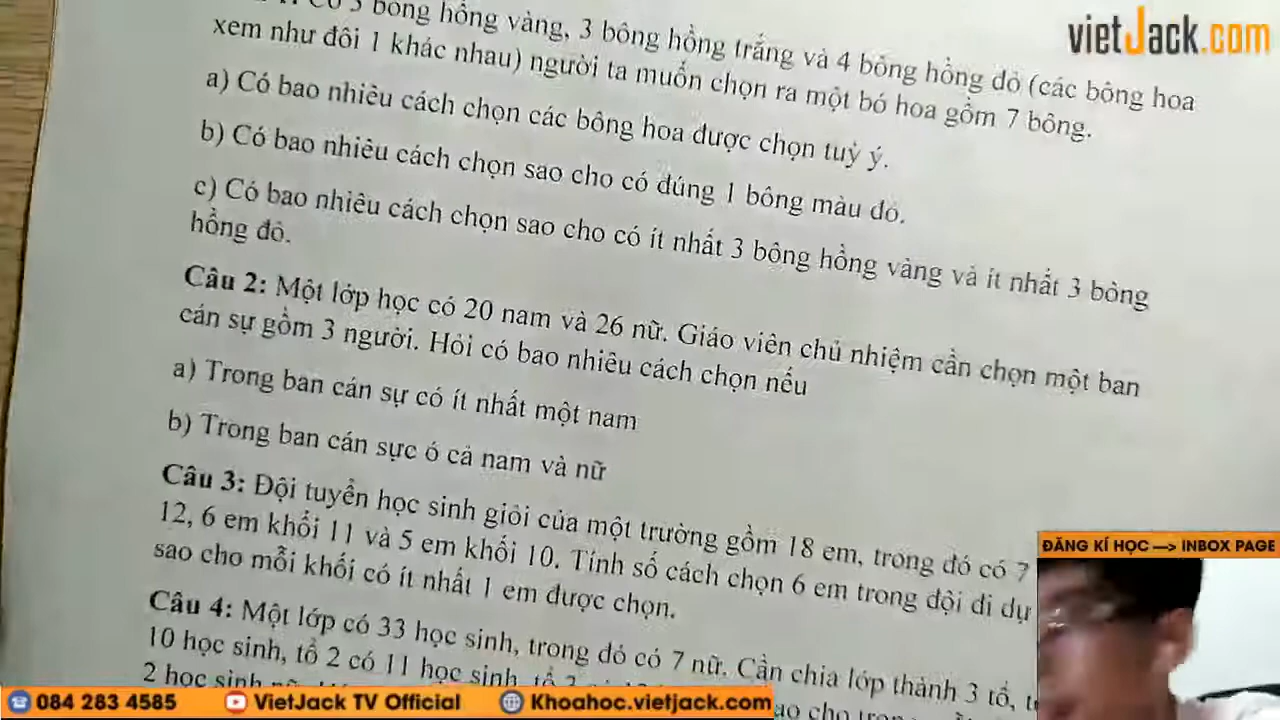 vietJack.com
bông hồng vàng, 3 bông hồng trắng và 4 bông hồng đỏ (các bông hoa
xem như đôi 1 khác nhau) người ta muốn chọn ra một bó hoa gồm 7 bông.
a) Có bao nhiêu cách chọn các bông hoa được chọn tuỳ ý.
b) Có bao nhiêu cách chọn sao cho có đúng 1 bông màu đỏ.
c) Có bao nhiêu cách chọn sao cho có ít nhất 3 bông hồng vàng và ít nhất 3 bông
hồng đỏ.
Câu 2: Một lớp học có 20 nam và 26 nữ. Giáo viên chủ nhiệm cần chọn một ban
cán sự gồm 3 người. Hỏi có bao nhiêu cách chọn nếu
a) Trong ban cán sự có ít nhất một nam
b) Trong ban cán sực ó cả nam và nữ
Câu 3: Đội tuyển học sinh giỏi của một trường gồm 18 em, trong đó có 7
12, 6 em khối 11 và 5 em khối 10. Tính số cách chọn 6 em trong đội đi dự
sao cho mỗi khối có ít nhất 1 em được chọn.
Câu 4: Một lớp có 33 học sinh, trong đó có 7 nữ. Cần chia lớp thành 3 tổ,
10 học sinh, tổ 2 có 11 học sinh, tổ
2 học sinh
sao cho
ĐĂNG KÍ HỌC —> INBOX PAGE
084 283 4585 VietJack TV Official Khoahoc.vietjack.com